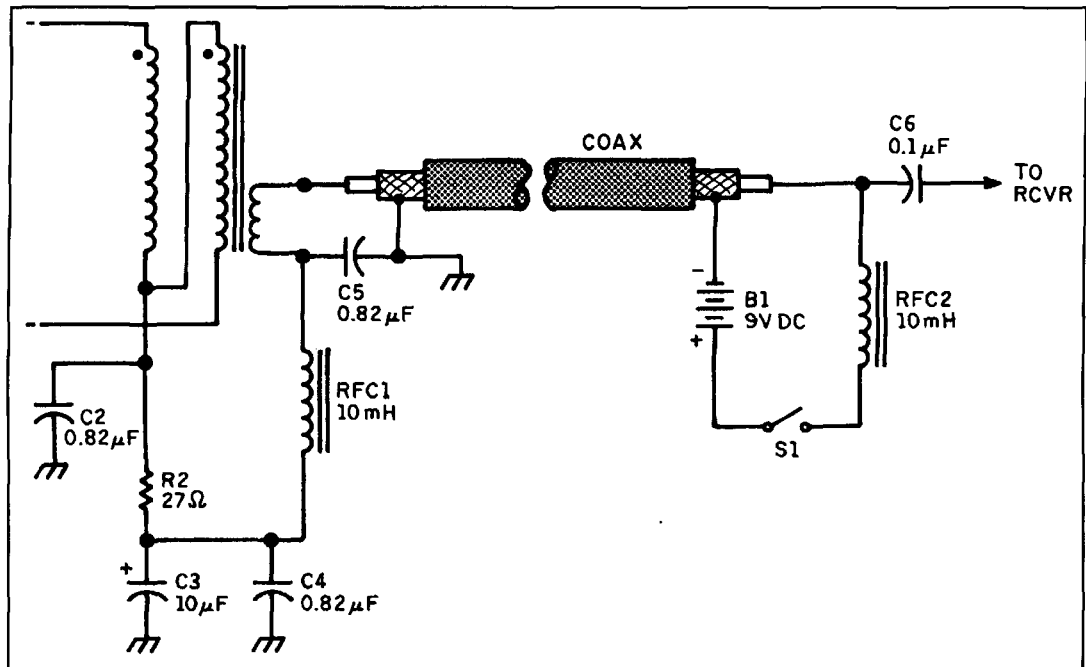 COAX
C6
0.1μF
TO
RCVR
C5
0.82μF
-
B1
9V DC
+
RFC2
10mH
S1
RFC1
10mH
C2
0.82μF
R2
27Ω
+
C3
10μF
C4
0.82μF